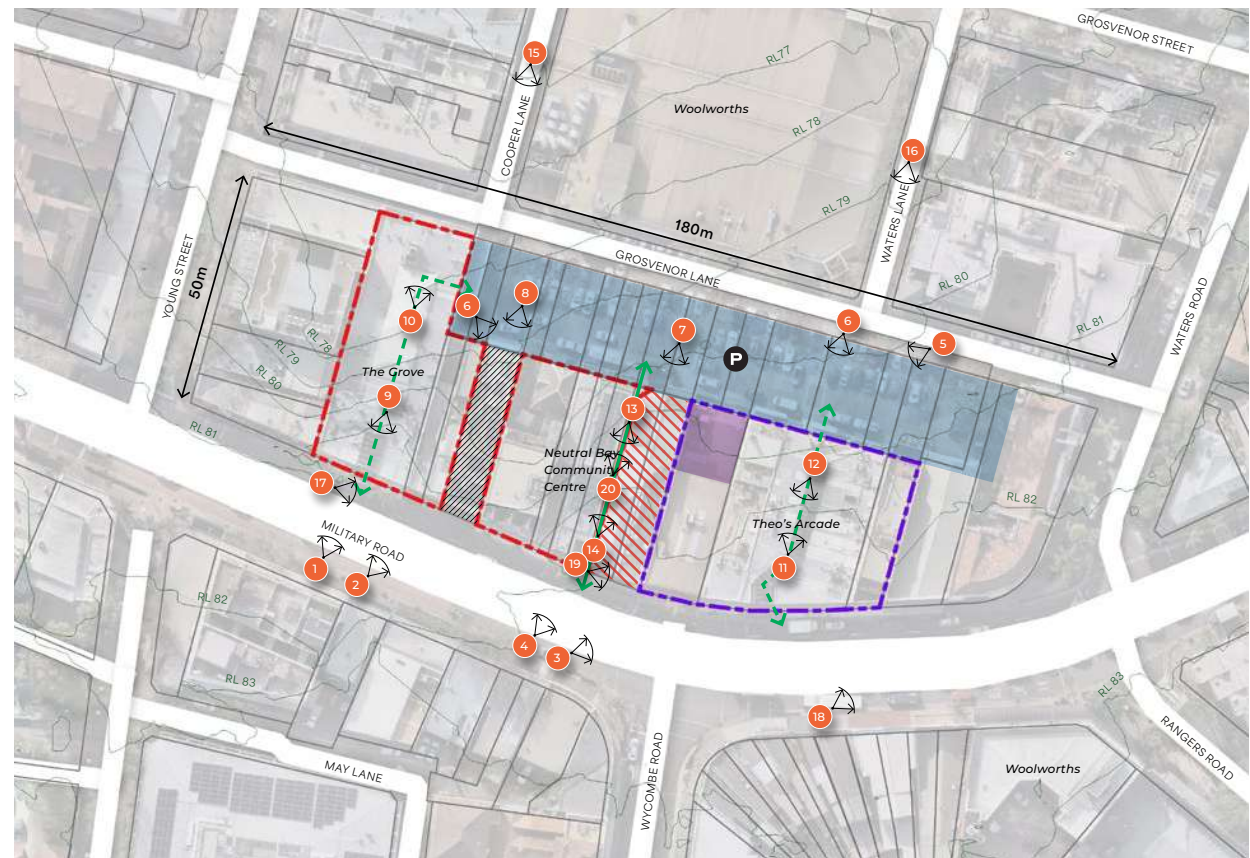 GROSVENOR STREET
15
RL77
Woolworths
COOPER LANE
RL 78
16
WATERS LANE
RL 79
180m
YOUNG STREET
50m
GROSVENOR LANE
RL 80
WATERS ROAD
RL 81
8
6
10
7
6
5
P
RL 78
RL 79
RL 80
The Grove
9
13
RL 81
Neutral Bay
Community
Centre
12
17
20
RL 82
Theo's Arcade
MILITARY ROAD
14
19
11
1
2
RL 82
4
3
RL 83
RL 83
18
RANGERS ROAD
WYCOMBE ROAD
MAY LANE
Woolworths